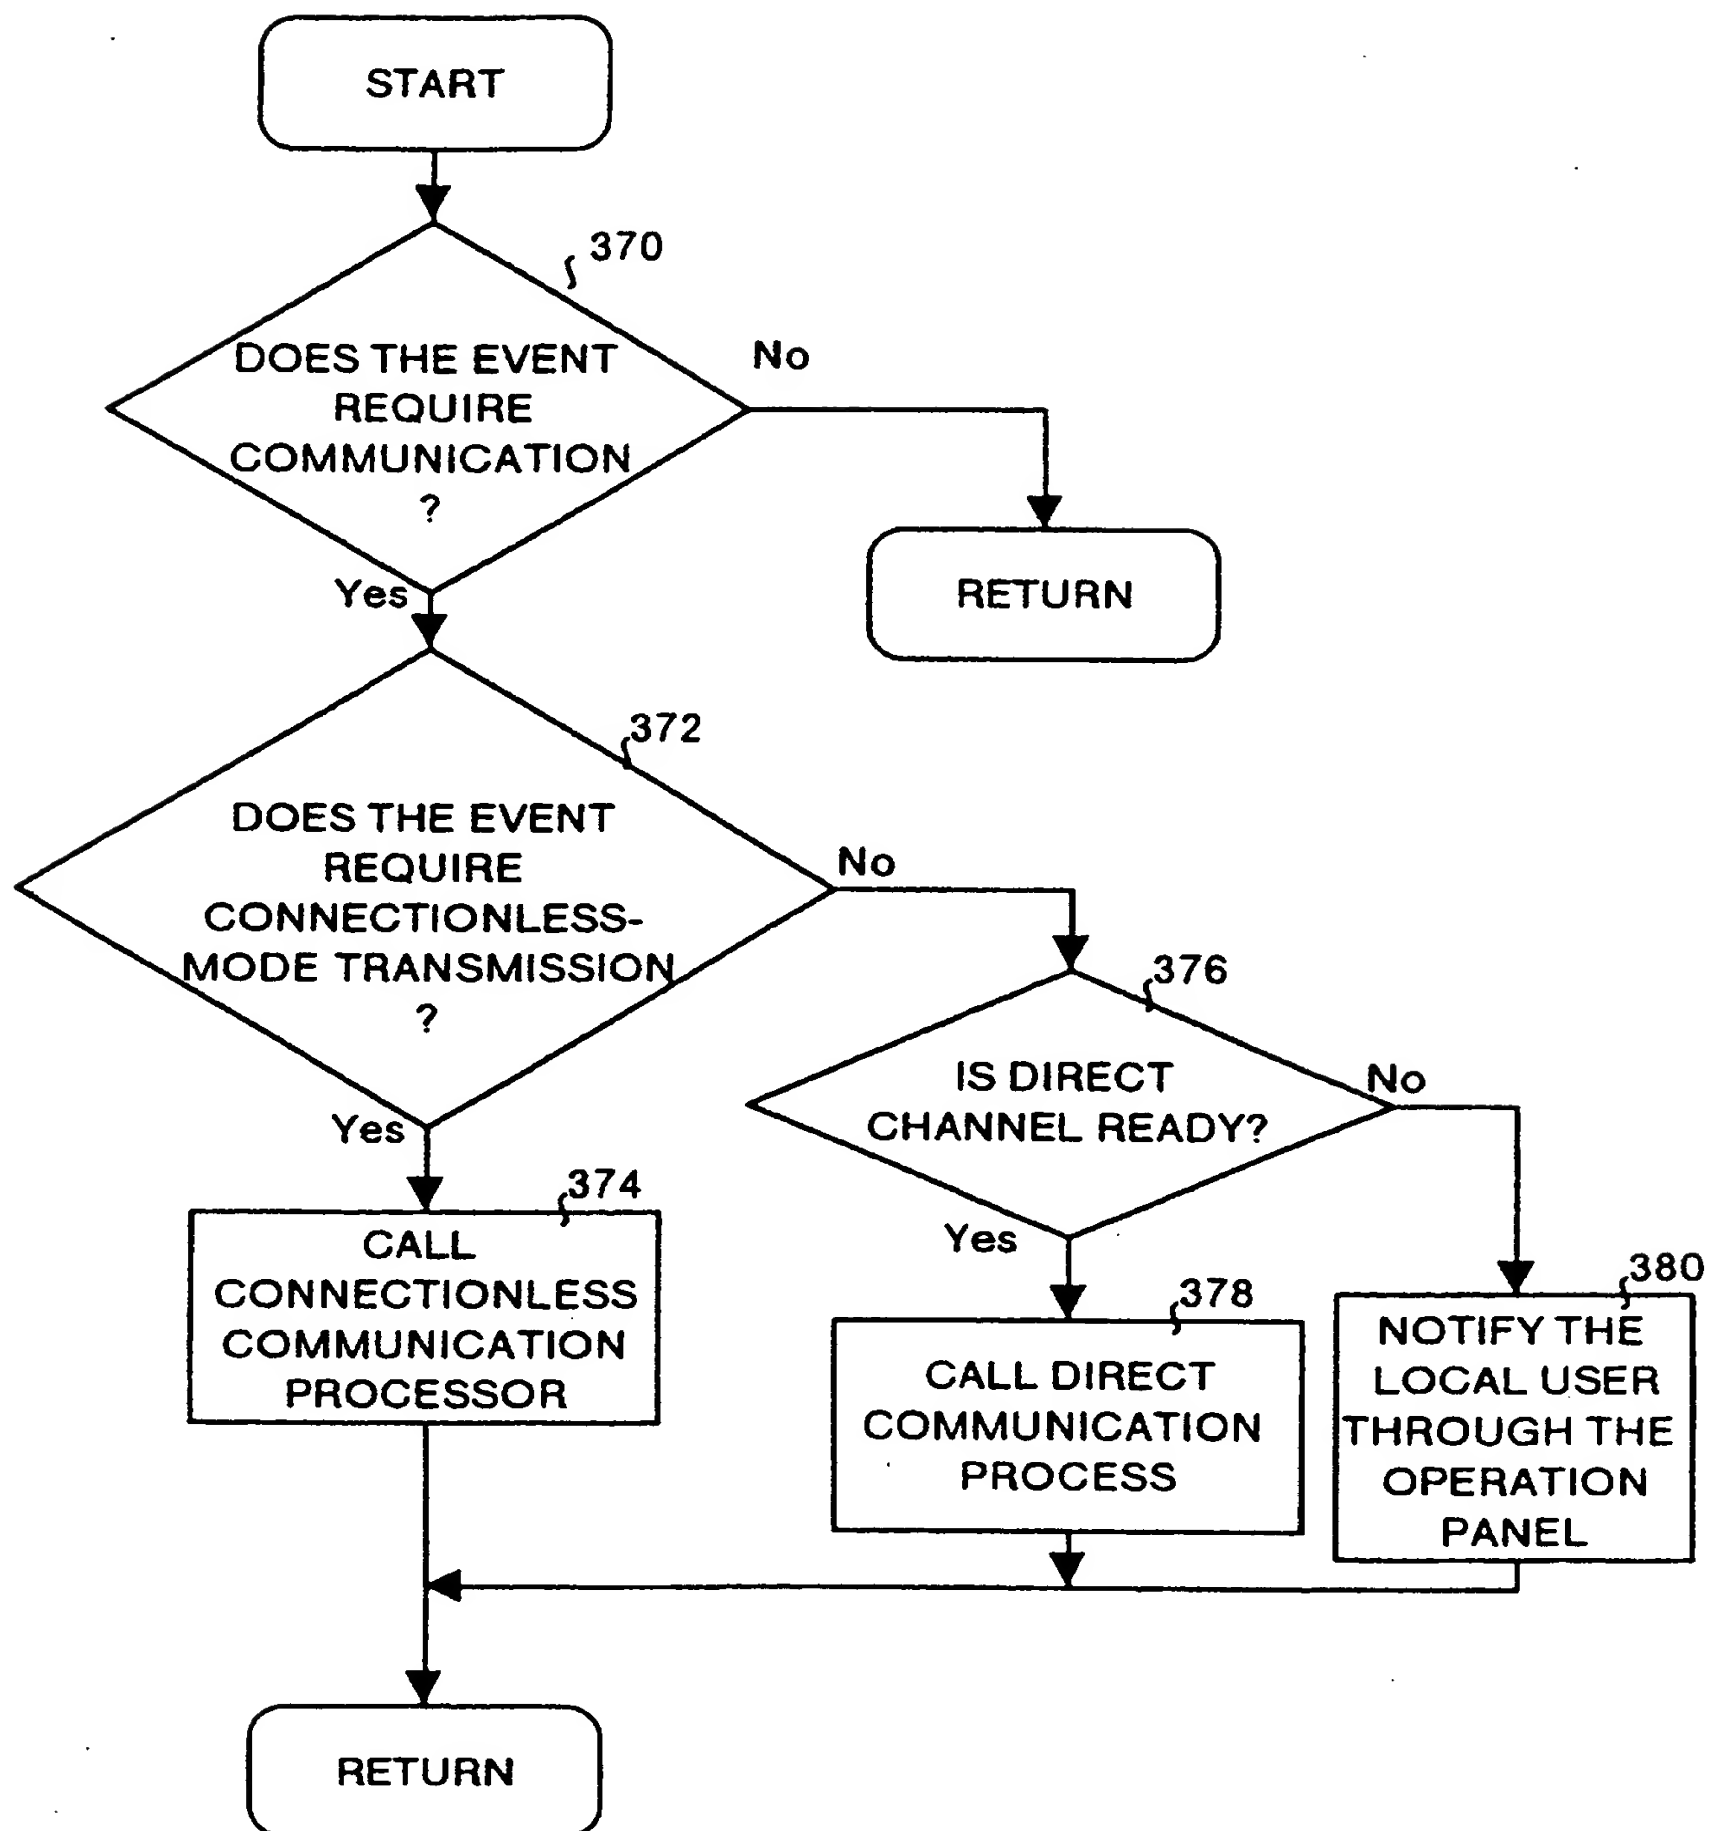 START
370
DOES THE EVENT
REQUIRE
COMMUNICATION
?
No
RETURN
Yes
372
DOES THE EVENT
REQUIRE
CONNECTIONLESS-
MODE TRANSMISSION
?
No
Yes
376
IS DIRECT
CHANNEL READY?
No
Yes
374
CALL
CONNECTIONLESS
COMMUNICATION
PROCESSOR
378
CALL DIRECT
COMMUNICATION
PROCESS
380
NOTIFY THE
LOCAL USER
THROUGH THE
OPERATION
PANEL
RETURN